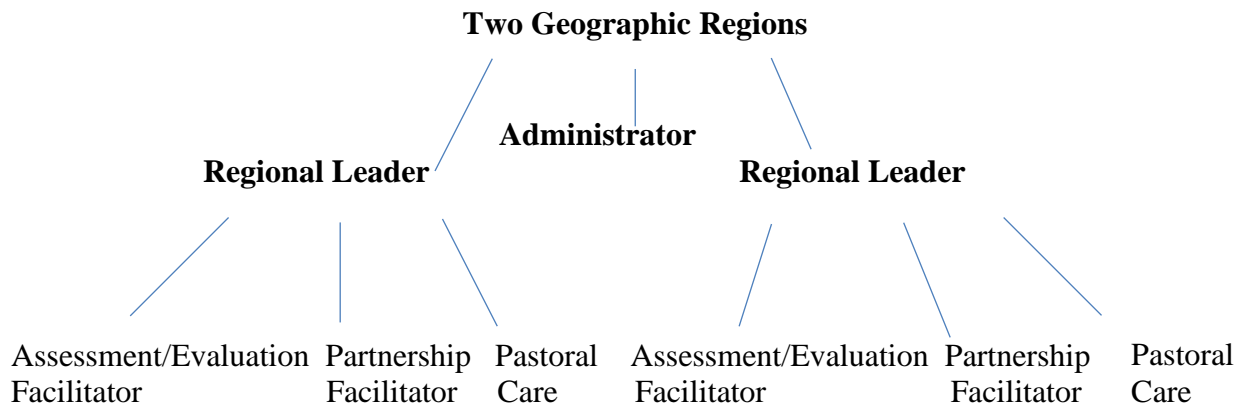 Two Geographic Regions
Administrator
Regional Leader Regional Leader
Assessment/Evaluation Partnership Pastoral Assessment/Evaluation Partnership Pastoral
Facilitator Facilitator Care Facilitator Facilitator Care